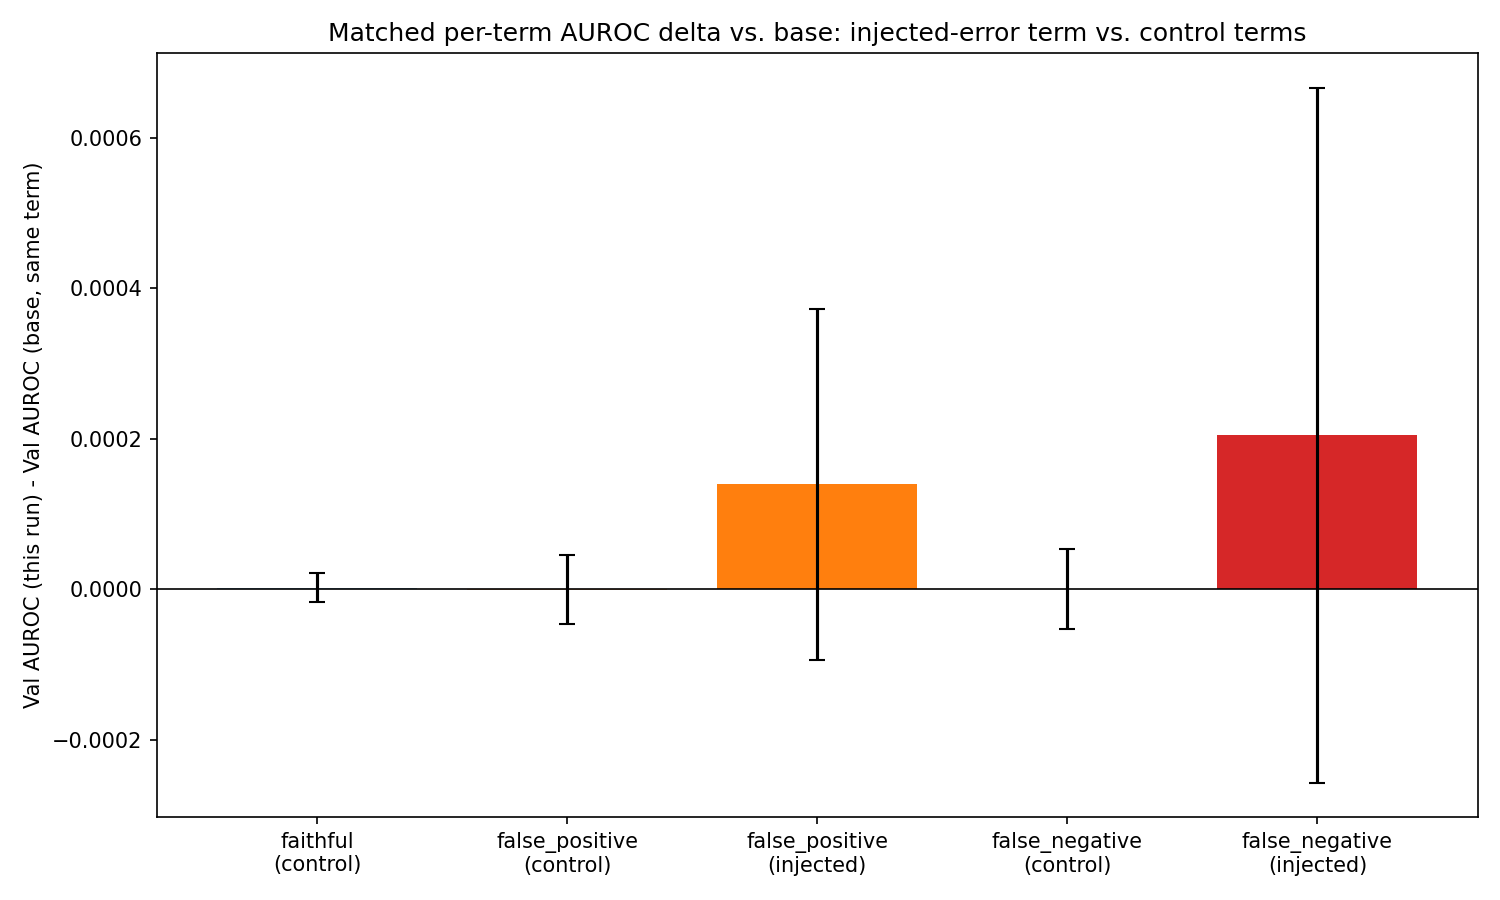 Matched per-term AUROC delta vs. base: injected-error term vs. control terms
Val AUROC (this run) - Val AUROC (base, same term)
0.0006
0.0004
0.0002
0.0000
−0.0002
faithful
(control)
false_positive
(control)
false_positive
(injected)
false_negative
(control)
false_negative
(injected)